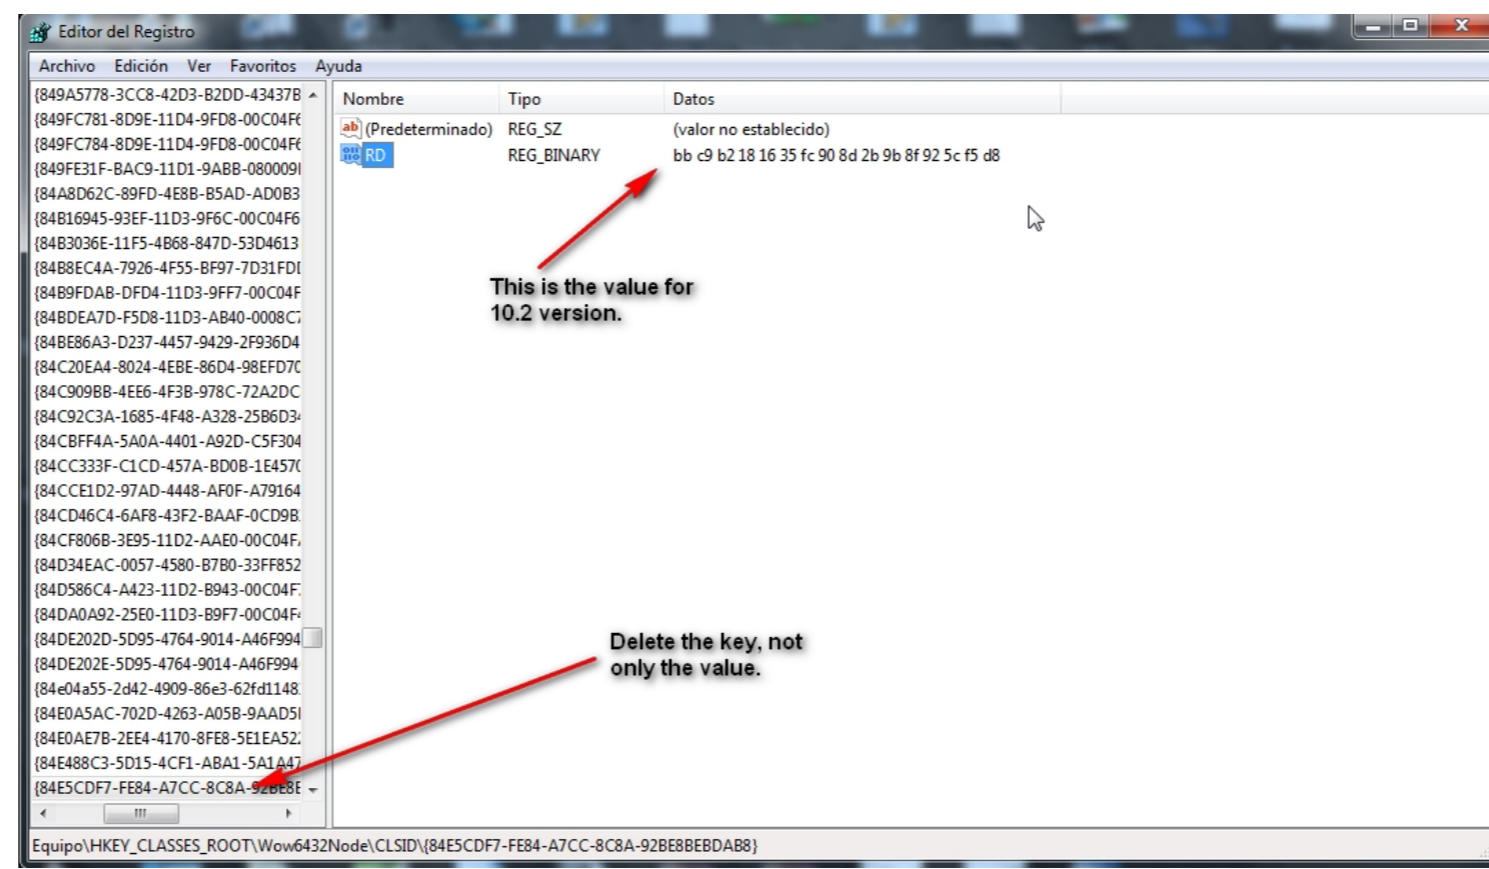 Editor del Registro
Archivo Edición Ver Favoritos Ayuda
{849A5778-3CC8-42D3-B2DD-43437B
{849FC781-8D9E-11D4-9FD8-00C04F6
{849FC784-8D9E-11D4-9FD8-00C04F6
{849FE31F-BAC9-11D1-9ABB-080009
{84A8D62C-89FD-4E8B-B5AD-AD0B3
{84B16945-93EF-11D3-9F6C-00C04F6
{84B3036E-11F5-4B68-847D-53D4613
{84B8EC4A-7926-4F55-BF97-7D31FD
{84B9FDAB-DFD4-11D3-9FF7-00C04F
{84BDEA7D-F5D8-11D3-AB40-0008C7
{84BE86A3-D237-4457-9429-2F936D4
{84C20EA4-8024-4EBE-86D4-98EFD70
{84C909BB-4EE6-4F3B-978C-72A2DC
{84C92C3A-1685-4F48-A328-25B6D34
{84CBFF4A-5A0A-4401-A92D-C5F304
{84CC333F-C1CD-457A-BD0B-1E4570
{84CCE1D2-97AD-4448-AF0F-A79164
{84CD46C4-6AF8-43F2-BAAF-0CD9B
{84CF806B-3E95-11D2-AAE0-00C04F
{84D34EAC-0057-4580-B7B0-33FF852
{84D586C4-A423-11D2-B943-00C04F
{84DA0A92-25E0-11D3-B9F7-00C04F
{84DE202D-5D95-4764-9014-A46F994
{84DE202E-5D95-4764-9014-A46F994
{84e04a55-2d42-4909-86e3-62fd1148
{84E0A5AC-702D-4263-A05B-9AAD5
{84E0AE7B-2EE4-4170-8FE8-5E1EA52
{84E488C3-5D15-4CF1-ABA1-5A1A47
{84E5CDF7-FE84-A7CC-8C8A-92BE8E
Nombre Tipo Datos
(Predeterminado) REG_SZ (valor no establecido)
RD REG_BINARY bb c9 b2 18 16 35 fc 90 8d 2b 9b 8f 92 5c f5 d8
This is the value for
10.2 version.
Delete the key, not
only the value.
Equipo\HKEY_CLASSES_ROOT\Wow6432Node\CLSID\{84E5CDF7-FE84-A7CC-8C8A-92BE8BEBDAB8}